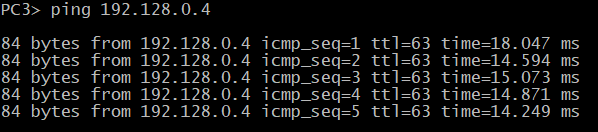 PC3> ping 192.128.0.4
84 bytes from 192.128.0.4 icmp_seq=1 ttl=63 time=18.047 ms
84 bytes from 192.128.0.4 icmp_seq=2 ttl=63 time=14.594 ms
84 bytes from 192.128.0.4 icmp_seq=3 ttl=63 time=15.073 ms
84 bytes from 192.128.0.4 icmp_seq=4 ttl=63 time=14.871 ms
84 bytes from 192.128.0.4 icmp_seq=5 ttl=63 time=14.249 ms